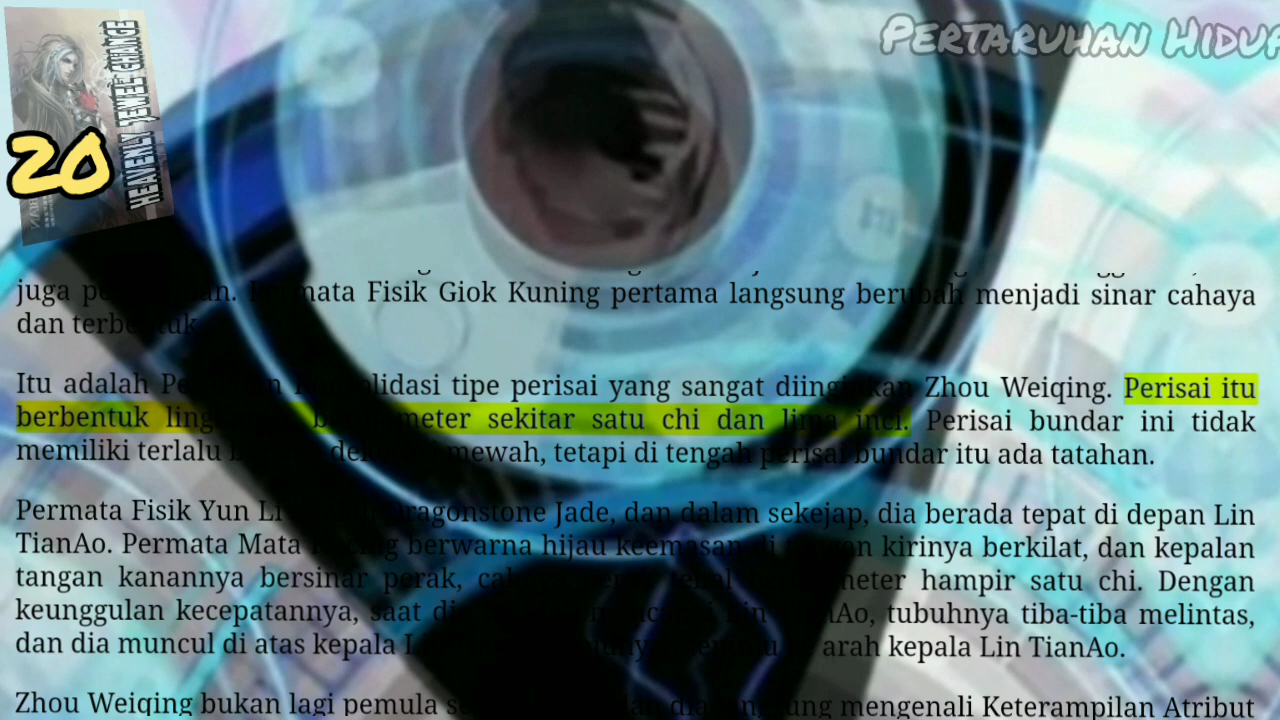 PERTARUHAN HIDUP
HEAVENLY JEWEL CHANGE
20
juga Permata Fisik Giok Kuning pertama langsung berubah menjadi sinar cahaya
dan terbentuk
Itu adalah tipe perisai yang sangat diinginkan Zhou Weiqing. Perisai itu
berbentuk sekitar satu chi dan lima inci. Perisai bundar ini tidak
memiliki terlalu mewah, tetapi di tengah perisai bundar itu ada tatahan.
Permata Fisik Yun Dragonstone Jade, dan dalam sekejap, dia berada tepat di depan Lin
TianAo. Permata Mata Kucing berwarna hijau keemasan di tangan kirinya berkilat, dan kepalan
tangan kanannya bersinar perak, hampir satu chi. Dengan
keunggulan kecepatannya, saat tubuhnya tiba-tiba melintas,
dan dia muncul di atas kepala arah kepala Lin TianAo.
Zhou Weiqing bukan lagi pemula mengenali Keterampilan Atribut